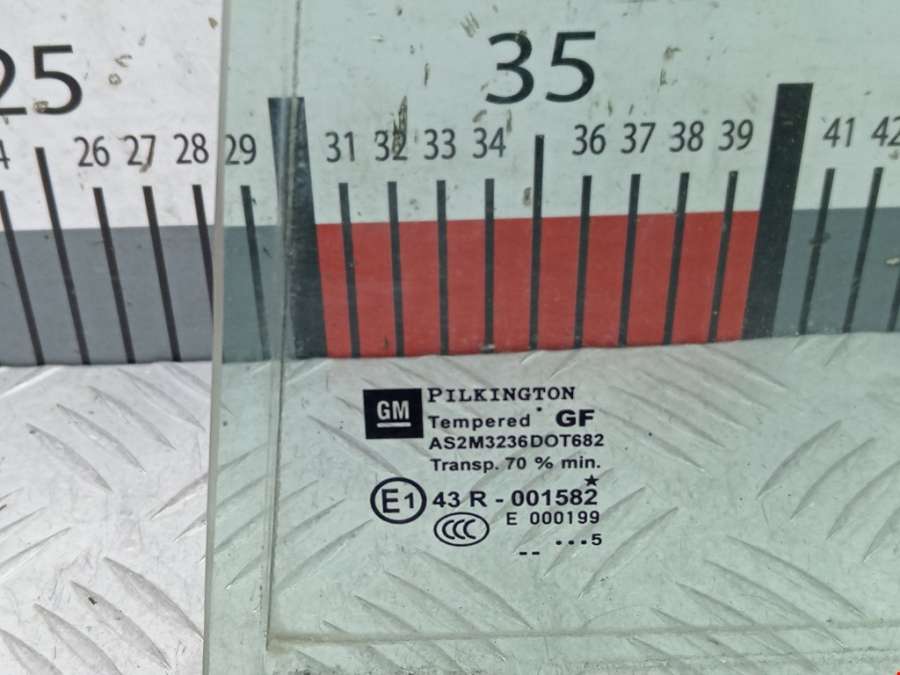 25 35
26 27 28 29 31 32 33 34 36 37 38 39 41 42
GM PILKINGTON
Tempered GF
AS2M3236DOT682
Transp. 70 % min.
E1 43 R - 001582
CCC E 000199
-- ...5